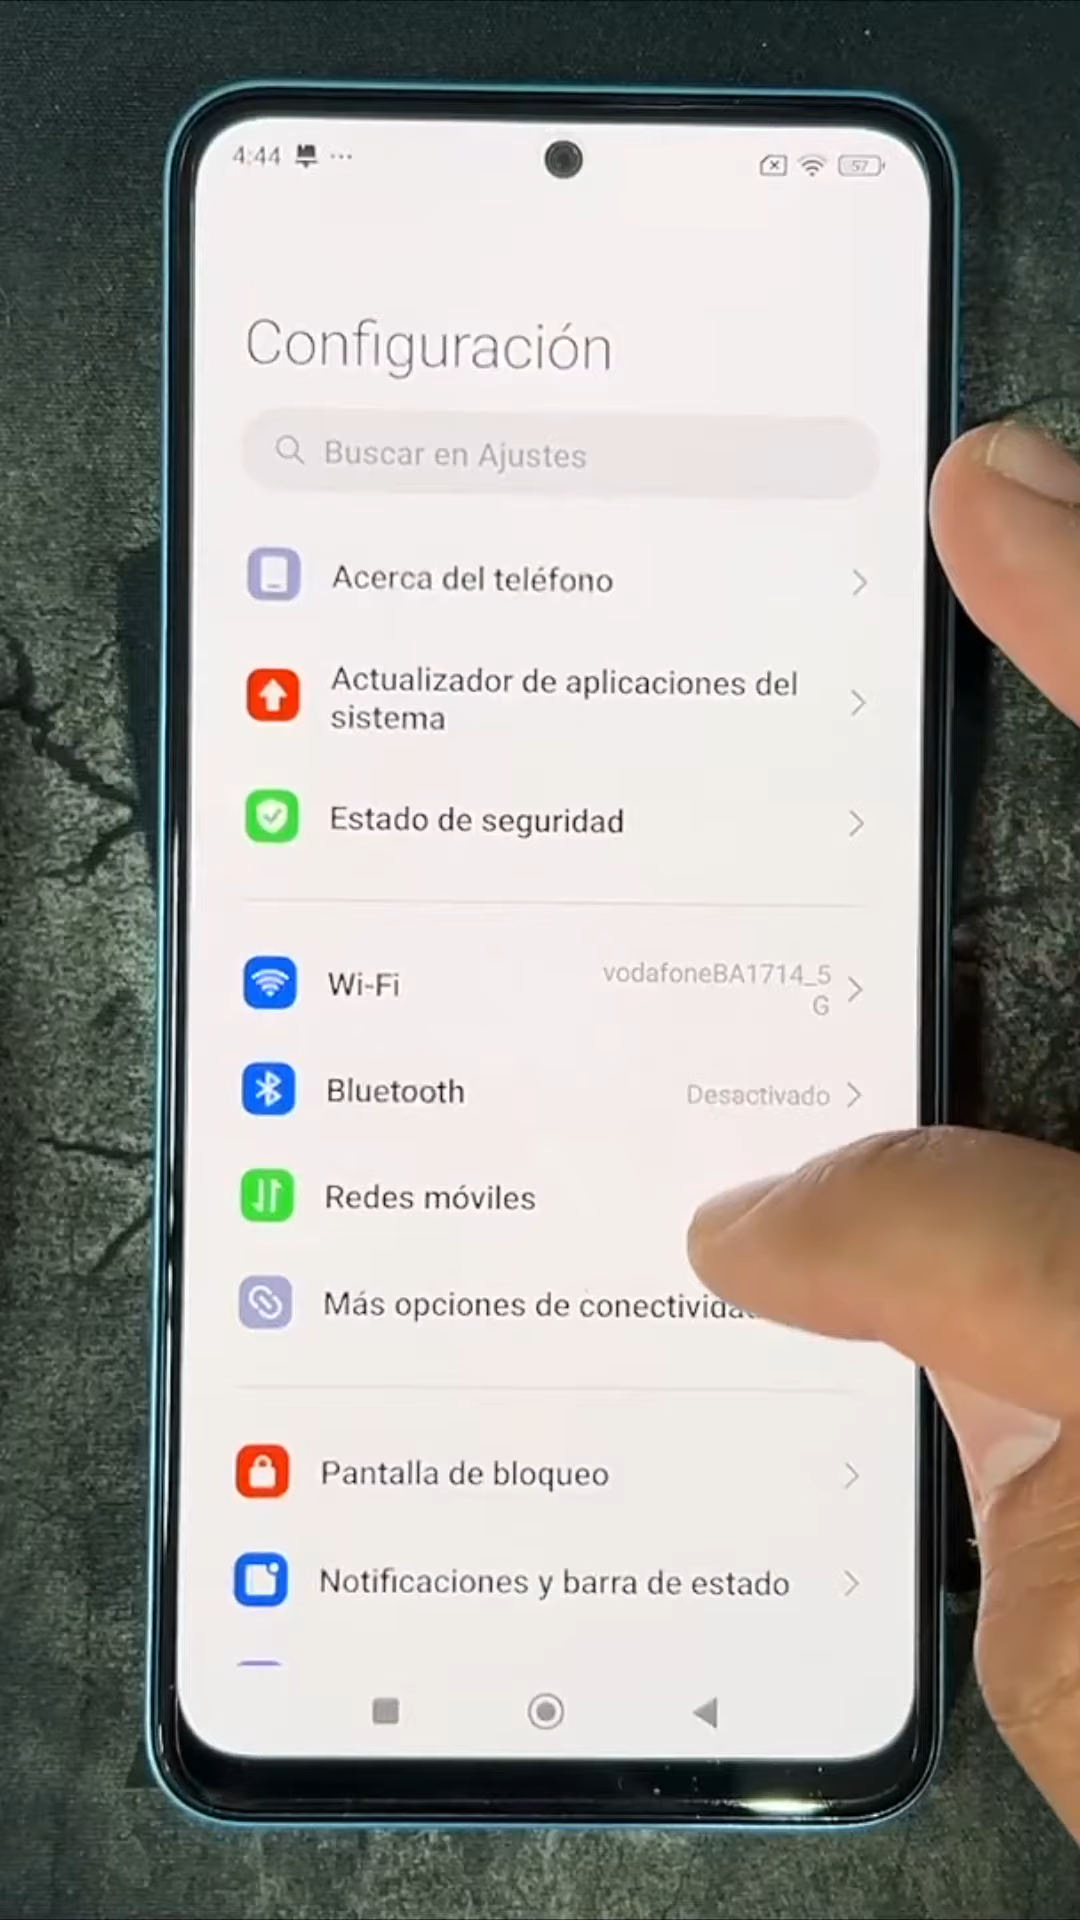 4:44 ...
57
Configuración
Buscar en Ajustes
Acerca del teléfono
Actualizador de aplicaciones del
sistema
Estado de seguridad
Wi-Fi
vodafoneBA1714_5
G
Bluetooth
Desactivado
Redes móviles
Más opciones de
Pantalla de bloqueo
Notificaciones y barra de estado